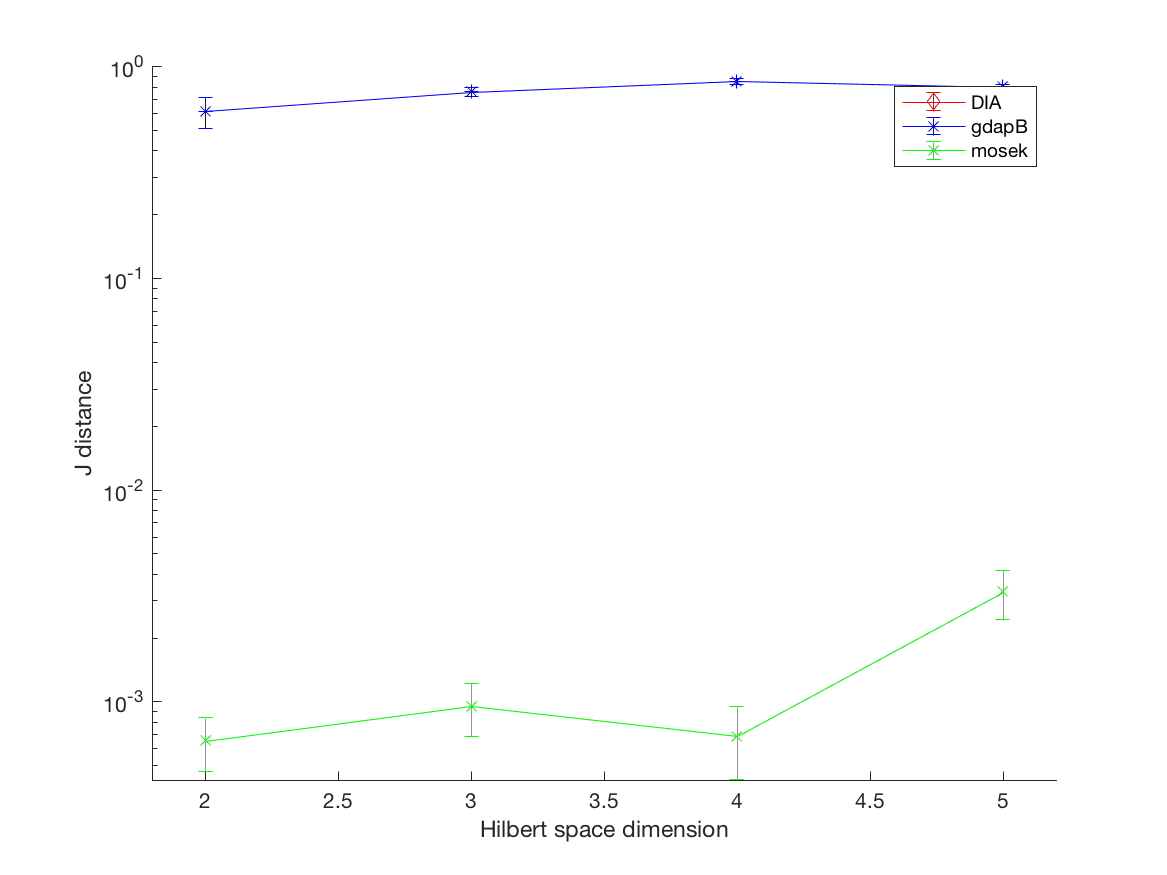 10^0
10^-1
10^-2
10^-3
J distance
DIA
gdapB
mosek
2 2.5 3 3.5 4 4.5 5
Hilbert space dimension